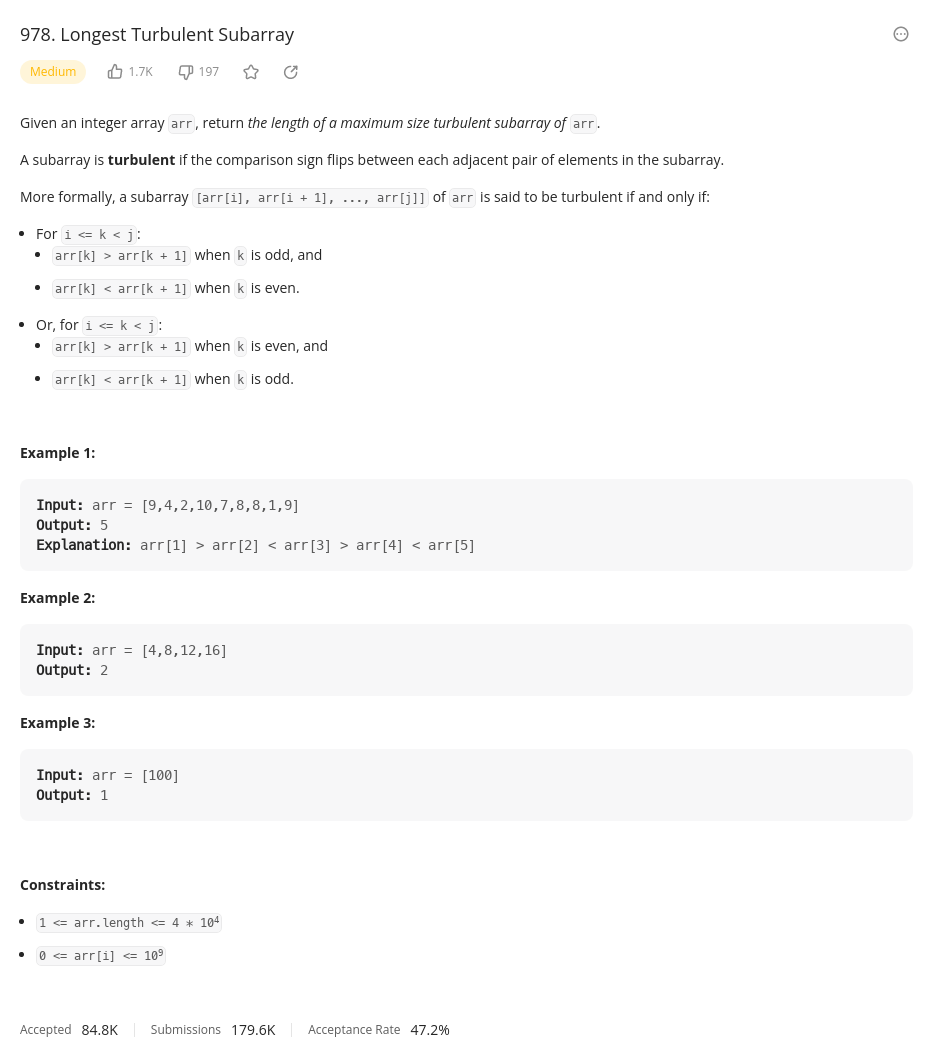 978. Longest Turbulent Subarray
Medium 1.7K 197
Given an integer array arr, return the length of a maximum size turbulent subarray of arr.
A subarray is turbulent if the comparison sign flips between each adjacent pair of elements in the subarray.
More formally, a subarray [arr[i], arr[i + 1], ..., arr[j]] of arr is said to be turbulent if and only if:
• For i <= k < j:
• arr[k] > arr[k + 1] when k is odd, and
• arr[k] < arr[k + 1] when k is even.
• Or, for i <= k < j:
• arr[k] > arr[k + 1] when k is even, and
• arr[k] < arr[k + 1] when k is odd.
Example 1:
Input: arr = [9,4,2,10,7,8,8,1,9]
Output: 5
Explanation: arr[1] > arr[2] < arr[3] > arr[4] < arr[5]
Example 2:
Input: arr = [4,8,12,16]
Output: 2
Example 3:
Input: arr = [100]
Output: 1
Constraints:
• 1 <= arr.length <= 4 * 10⁴
• 0 <= arr[i] <= 10⁹
Accepted 84.8K Submissions 179.6K Acceptance Rate 47.2%